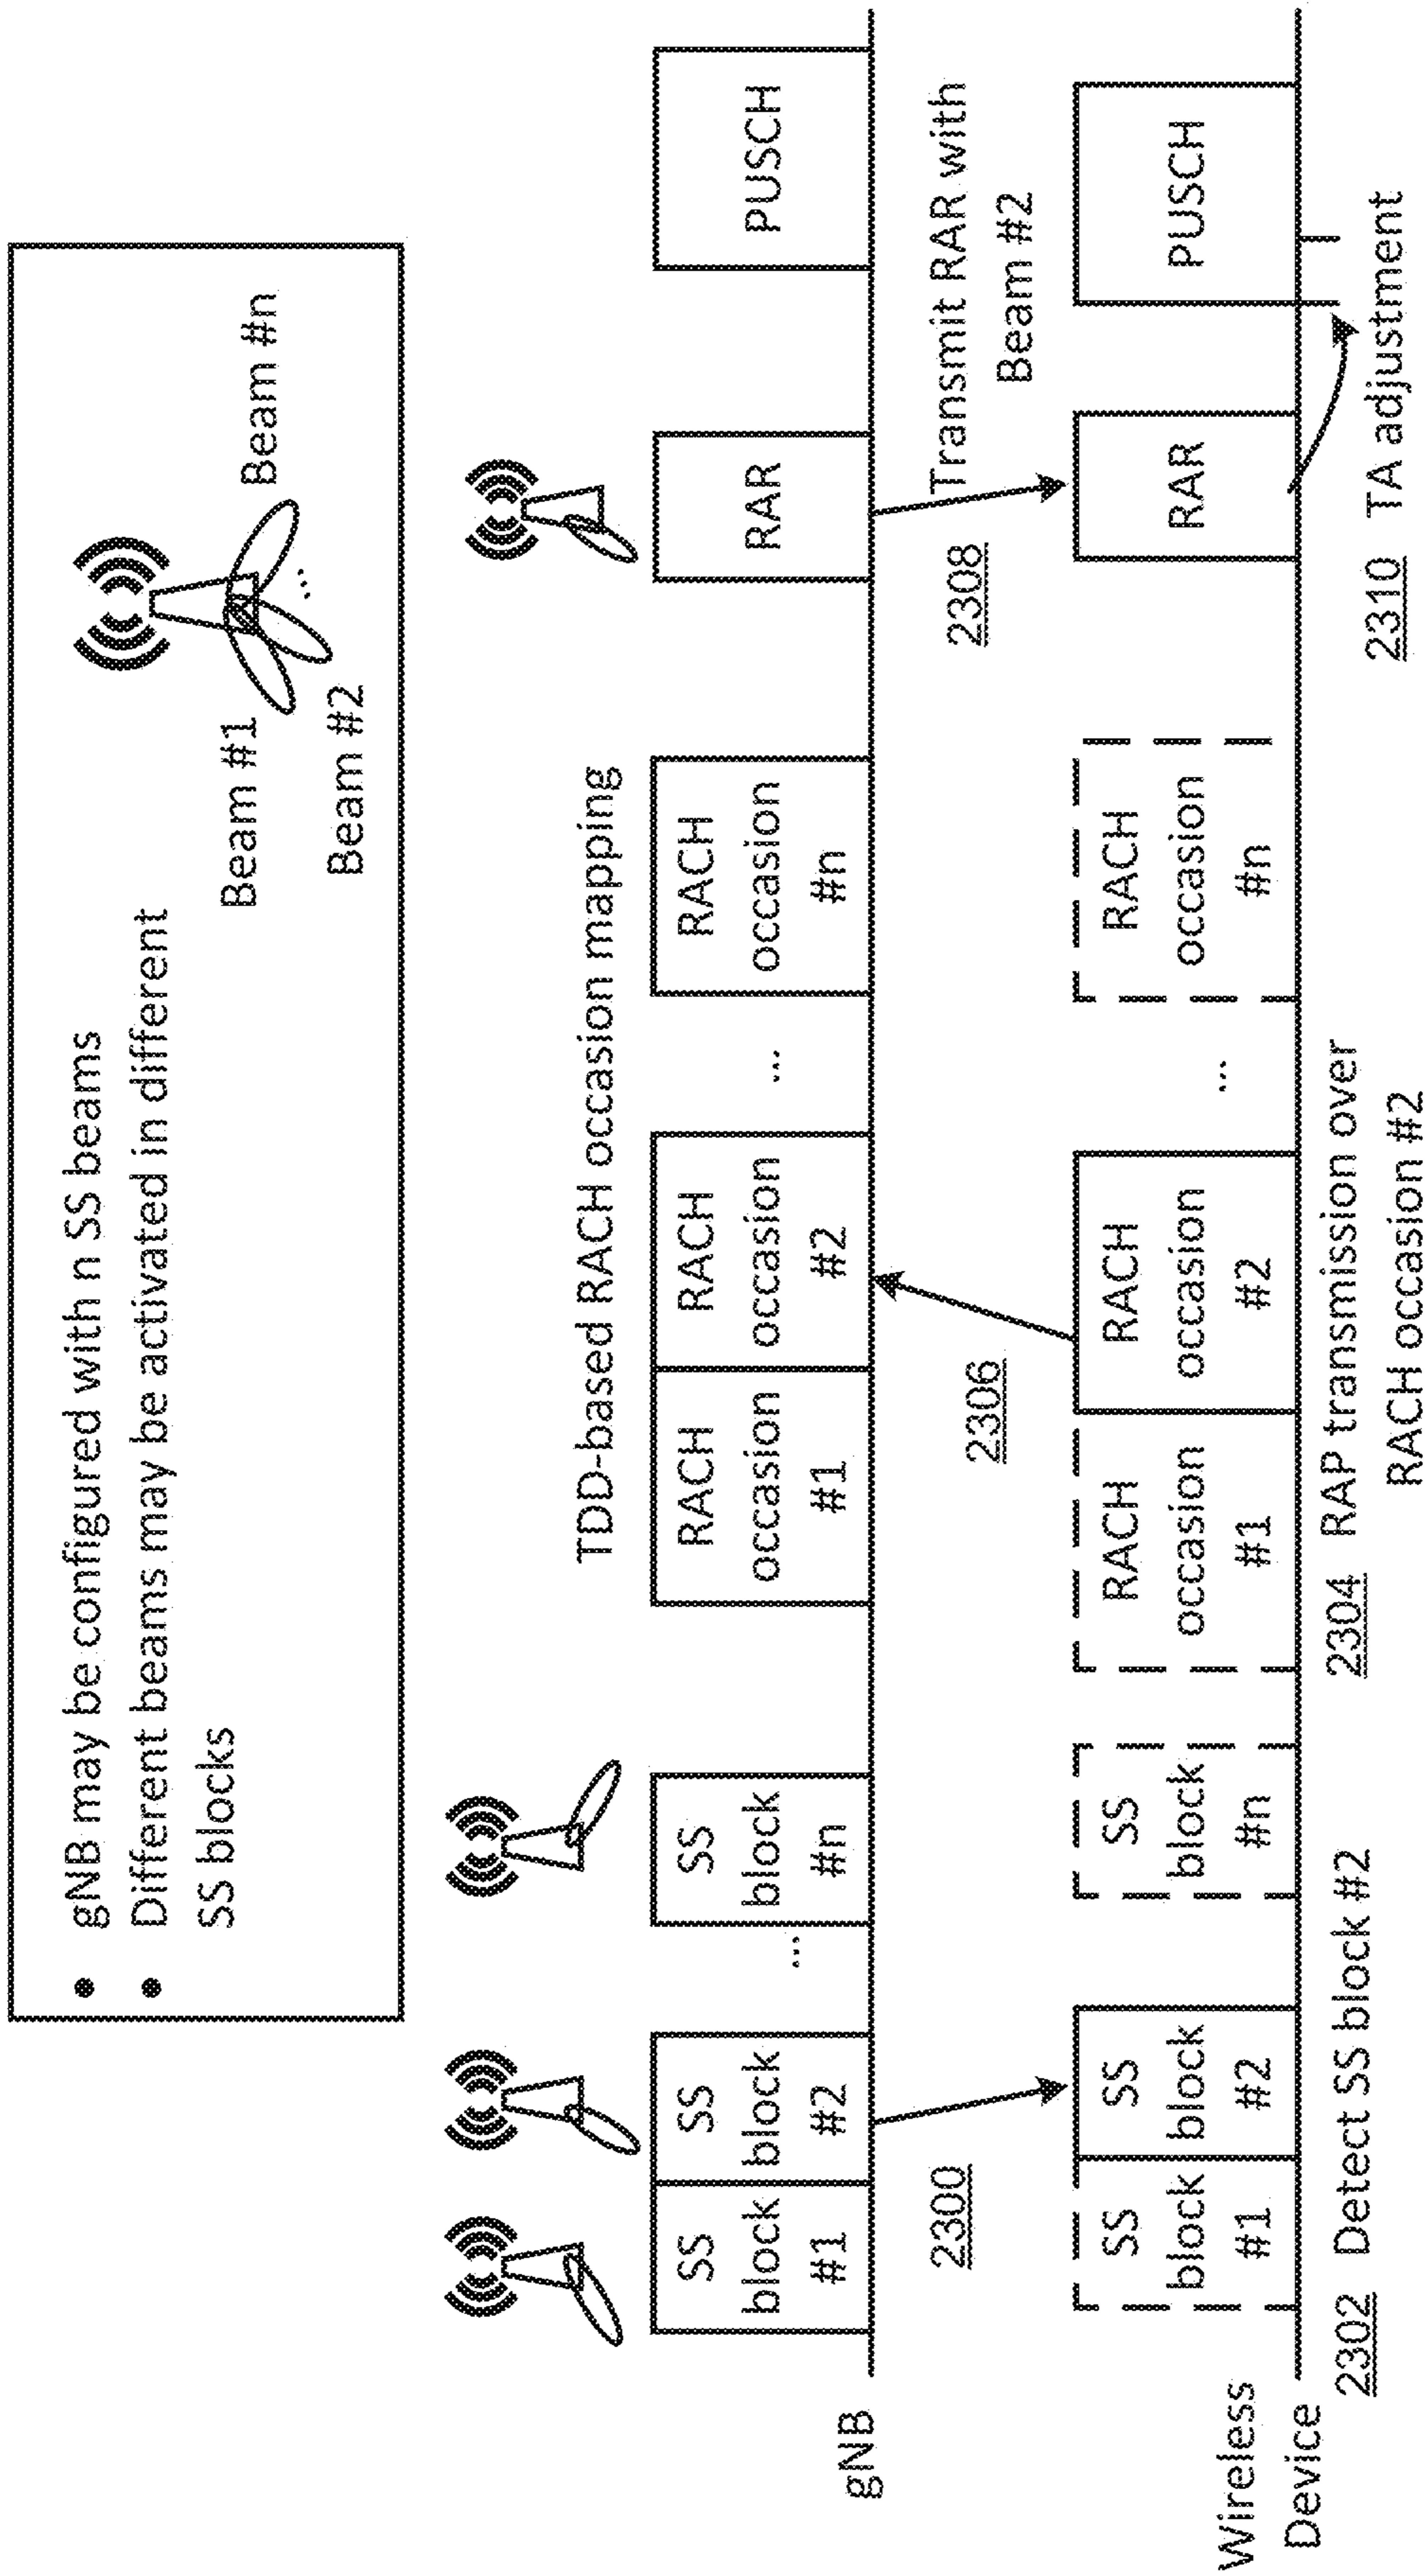 ● gNB may be configured with n SS beams
● Different beams may be activated in different
SS blocks
Beam #1
Beam #2
...
Beam #n
TDD-based RACH occasion mapping
SS
block
#1
SS
block
#2
...
SS
block
#n
RACH
occasion
#1
RACH
occasion
#2
...
RACH
occasion
#n
RAR
PUSCH
gNB
2300
2306
2308
Transmit RAR with
Beam #2
SS
block
#1
SS
block
#2
SS
block
#n
RACH
occasion
#1
RACH
occasion
#2
...
RACH
occasion
#n
RAR
PUSCH
Wireless
Device
2302 Detect SS block #2
2304 RAP transmission over
RACH occasion #2
2310 TA adjustment